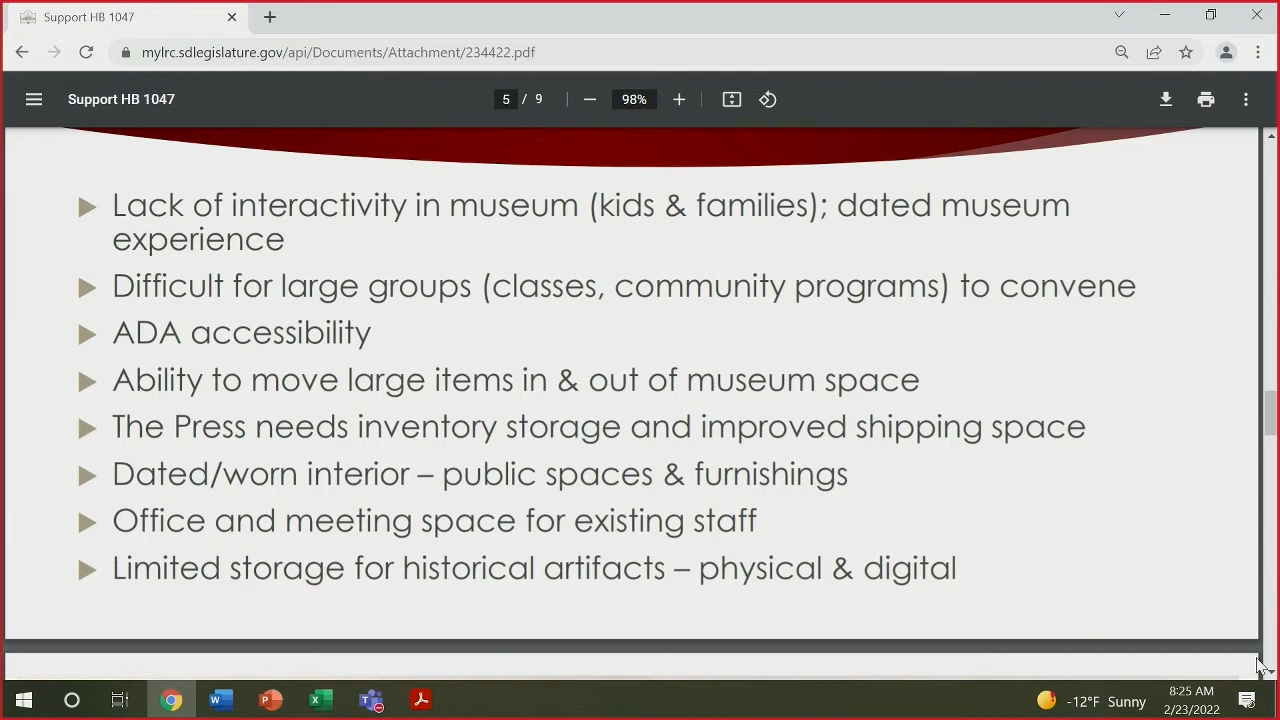 Support HB 1047
mylrc.sdlegislature.gov/api/Documents/Attachment/234422.pdf
Support HB 1047
5 / 9
98%
Lack of interactivity in museum (kids & families); dated museum
experience
Difficult for large groups (classes, community programs) to convene
ADA accessibility
Ability to move large items in & out of museum space
The Press needs inventory storage and improved shipping space
Dated/worn interior – public spaces & furnishings
Office and meeting space for existing staff
Limited storage for historical artifacts – physical & digital
-12°F Sunny
8:25 AM
2/23/2022